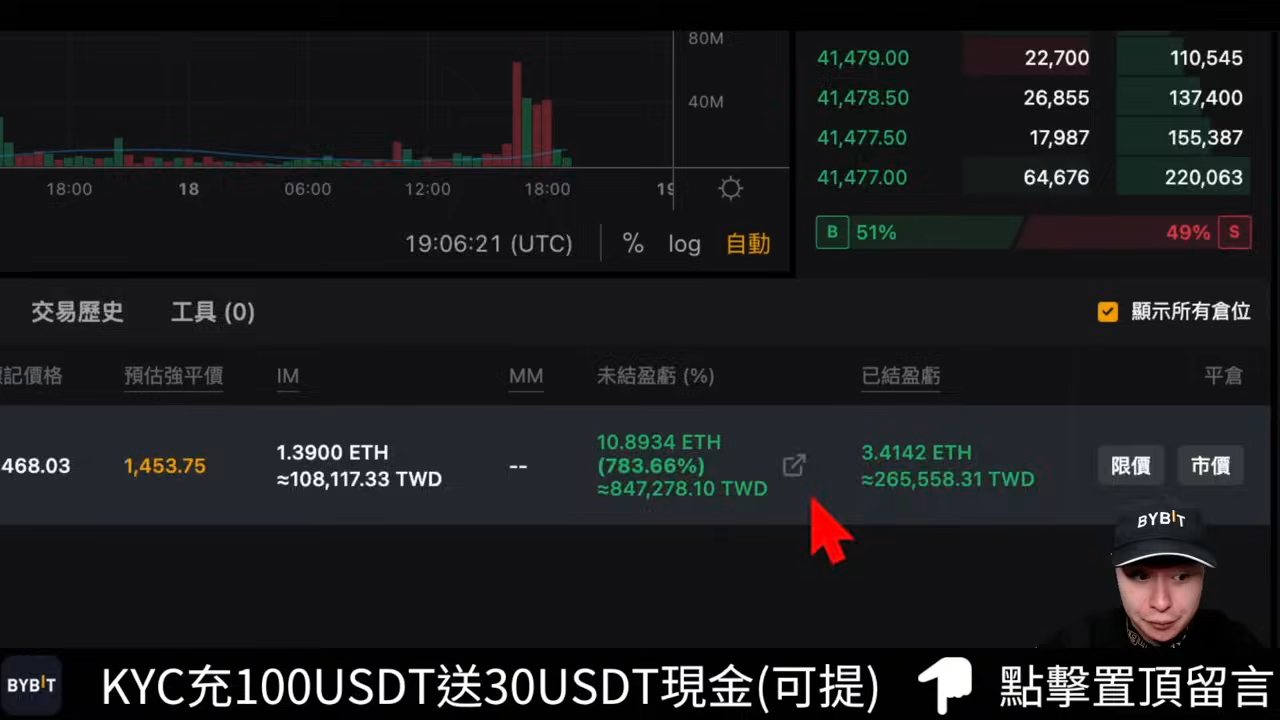 80M
40M
18:00
18
06:00
12:00
18:00
19:06:21 (UTC)
%
log
自動
41,479.00 22,700 110,545
41,478.50 26,855 137,400
41,477.50 17,987 155,387
41,477.00 64,676 220,063
B 51% 49% S
交易歷史 工具 (0) 顯示所有倉位
記價格 預估強平價 IM MM 未結盈虧 (%) 已結盈虧 平倉
468.03 1,453.75
1.3900 ETH
≈108,117.33 TWD
--
10.8934 ETH
(783.66%)
≈847,278.10 TWD
3.4142 ETH
≈265,558.31 TWD
限價 市價
BYBIT
BYBIT KYC充100USDT送30USDT現金(可提) 點擊置頂留言